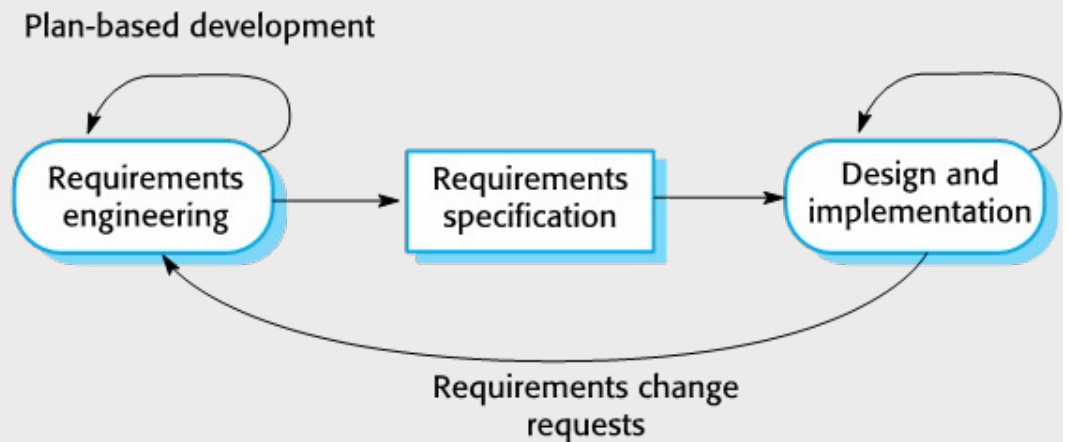 Plan-based development
Requirements
engineering
Requirements
specification
Design and
implementation
Requirements change
requests